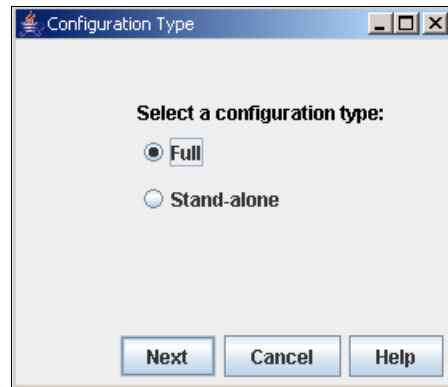 Configuration Type
Select a configuration type:
Full
Stand-alone
Next Cancel Help